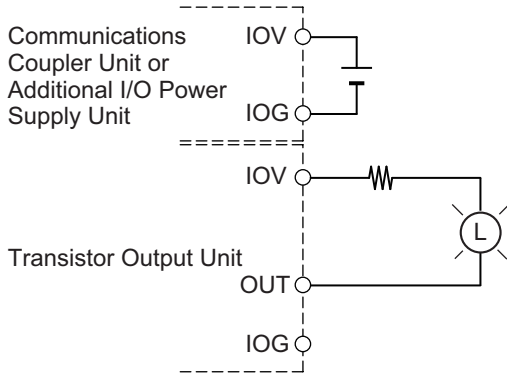 Communications
Coupler Unit or
Additional I/O Power
Supply Unit
IOV
IOG
IOV
L
Transistor Output Unit
OUT
IOG